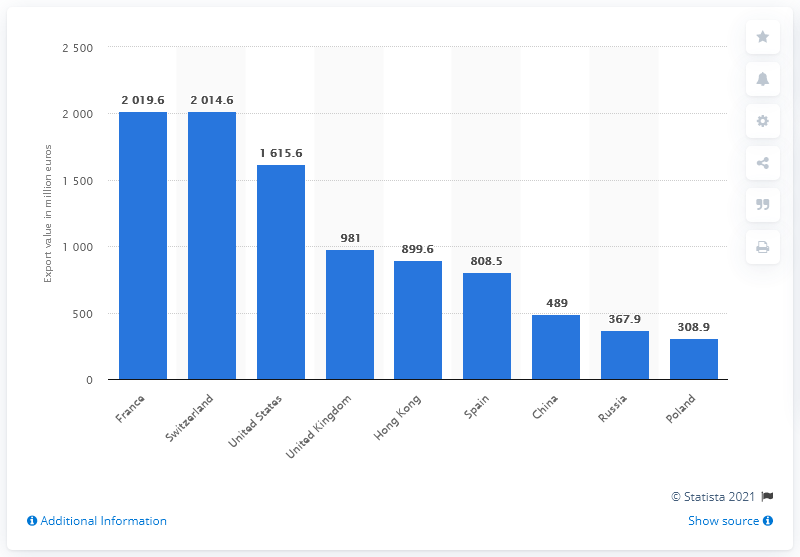 Export value in million euros
2 500
2 000
1 500
1 000
500
0
2 019.6
2 014.6
1 615.6
981
899.6
808.5
489
367.9
308.9
France
Switzerland
United States
United Kingdom
Hong Kong
Spain
China
Russia
Poland
© Statista 2021
Additional Information
Show source